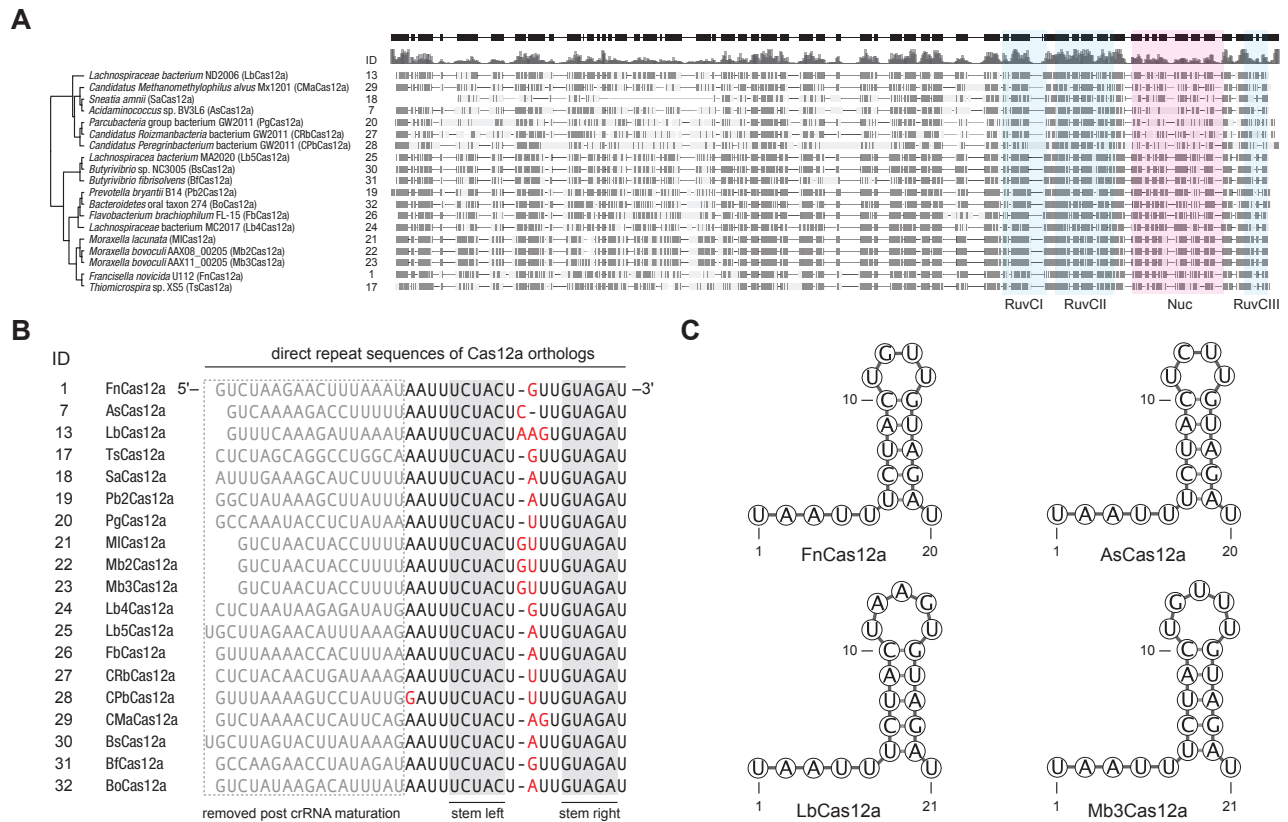 A
ID
Lachnospiraceae bacterium ND2006 (LbCas12a) 13
Candidatus Methanomethylophilus alvus Mx1201 (CMaCas12a) 29
Sneatia amnii (SaCas12a) 18
Acidaminococcus sp. BV3L6 (AsCas12a) 7
Parcubacteria group bacterium GW2011 (PgCas12a) 20
Candidatus Roizmanbacteria bacterium GW2011 (CRbCas12a) 27
Candidatus Peregrinbacterium bacterium GW2011 (CPbCas12a) 28
Lachnospiracea bacterium MA2020 (Lb5Cas12a) 25
Butyrivibrio sp. NC3005 (BsCas12a) 30
Butyrivibrio fibrisolvens (BfCas12a) 31
Prevotella bryantii B14 (Pb2Cas12a) 19
Bacteroidetes oral taxon 274 (BoCas12a) 32
Flavobacterium brachiophilum FL-15 (FbCas12a) 26
Lachnospiraceae bacterium MC2017 (Lb4Cas12a) 24
Moraxella lacunata (MlCas12a) 21
Moraxella bovoculi AAX08_00205 (Mb2Cas12a) 22
Moraxella bovoculi AAX11_00205 (Mb3Cas12a) 23
Francisella novicida U112 (FnCas12a) 1
Thiomicrospira sp. XS5 (TsCas12a) 17
RuvCI RuvCII Nuc RuvCIII
B
ID direct repeat sequences of Cas12a orthologs
1 FnCas12a 5'– GUCUAAGAACUUUAAAUAAUUUCUACU-GUUGUAGAU –3'
7 AsCas12a GUCAAAAGACCUUUUUAAUUUCUACUC-UUGUAGAU
13 LbCas12a GUUUCAAAGAUUAAAUAAUUUCUACUAAGUGUAGAU
17 TsCas12a CUCUAGCAGGCCUGGCAAAUUUCUACU-GUUGUAGAU
18 SaCas12a AUUUGAAAGCAUCUUUUAAUUUCUACU-AUUGUAGAU
19 Pb2Cas12a GGCUAUAAAGCUUAUUUAAUUUCUACU-AUUGUAGAU
20 PgCas12a GCCAAAUACCUCUAUAAAAUUUCUACU-UUUGUAGAU
21 MlCas12a GUCUAACUACCUUUUAAUUUCUACUGUUUGUAGAU
22 Mb2Cas12a GUCUAACUACCUUUUAAUUUCUACUGUUUGUAGAU
23 Mb3Cas12a GUCUAACUACCUUUUAAUUUCUACUGUUUGUAGAU
24 Lb4Cas12a CUCUAAUAAGAGAUAUGAAUUUCUACU-GUUGUAGAU
25 Lb5Cas12a UGCUUAGAACAUUUAAAGAAUUUCUACU-AUUGUAGAU
26 FbCas12a GUUUAAAACCACUUUAAAAUUUCUACU-AUUGUAGAU
27 CRbCas12a CUCUACAACUGAUAAAGAAUUUCUACU-UUUGUAGAU
28 CPbCas12a GUUUAAAAGUCCUAUUGGAUUUCUACU-UUUGUAGAU
29 CMaCas12a GUCUAAAACUCAUUCAGAAUUUCUACU-AGUGUAGAU
30 BsCas12a UGCUUAGUACUUAUAAAGAAUUUCUACU-AUUGUAGAU
31 BfCas12a GCCAAGAACCUAUAGAUAAUUUCUACU-GUUGUAGAU
32 BoCas12a GUCUAUAAGACAUUUAUAAUUUCUACU-AUUGUAGAU
removed post crRNA maturation stem left stem right
C
U A A U U U C U A C U G U U G U A G A U
10
1 20
FnCas12a
U A A U U U C U A C U C U U G U A G A U
10
1 20
AsCas12a
U A A U U U C U A C U A A G U G U A G A U
10
1 21
LbCas12a
U A A U U U C U A C U G U U U G U A G A U
10
1 21
Mb3Cas12a